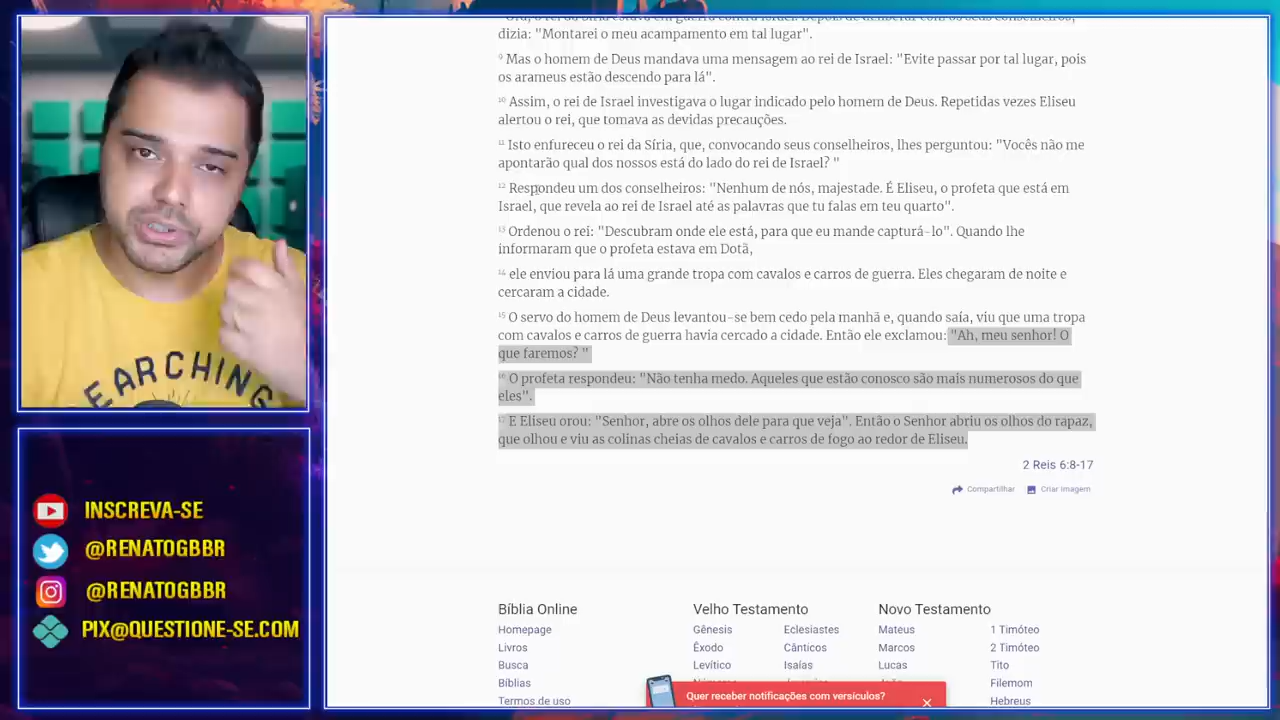 EARCHING
INSCREVA-SE
@RENATOGBBR
@RENATOGBBR
PIX@QUESTIONE-SE.COM
dizia: "Montarei o meu acampamento em tal lugar".
9 Mas o homem de Deus mandava uma mensagem ao rei de Israel: "Evite passar por tal lugar, pois
os arameus estão descendo para lá".
10 Assim, o rei de Israel investigava o lugar indicado pelo homem de Deus. Repetidas vezes Eliseu
alertou o rei, que tomava as devidas precauções.
11 Isto enfureceu o rei da Síria, que, convocando seus conselheiros, lhes perguntou: "Vocês não me
apontarão qual dos nossos está do lado do rei de Israel? "
12 Respondeu um dos conselheiros: "Nenhum de nós, majestade. É Eliseu, o profeta que está em
Israel, que revela ao rei de Israel até as palavras que tu falas em teu quarto".
13 Ordenou o rei: "Descubram onde ele está, para que eu mande capturá-lo". Quando lhe
informaram que o profeta estava em Dotã,
14 ele enviou para lá uma grande tropa com cavalos e carros de guerra. Eles chegaram de noite e
cercaram a cidade.
15 O servo do homem de Deus levantou-se bem cedo pela manhã e, quando saía, viu que uma tropa
com cavalos e carros de guerra havia cercado a cidade. Então ele exclamou: "Ah, meu senhor! O
que faremos? "
16 O profeta respondeu: "Não tenha medo. Aqueles que estão conosco são mais numerosos do que
eles".
17 E Eliseu orou: "Senhor, abre os olhos dele para que veja". Então o Senhor abriu os olhos do rapaz,
que olhou e viu as colinas cheias de cavalos e carros de fogo ao redor de Eliseu.
2 Reis 6:8-17
Compartilhar Criar Imagem
Bíblia Online Velho Testamento Novo Testamento
Homepage Gênesis Eclesiastes Mateus 1 Timóteo
Livros Êxodo Cânticos Marcos 2 Timóteo
Busca Levítico Isaías Lucas Tito
Bíblias Filemom
Quer receber notificações com versículos?
Termos de uso Hebreus